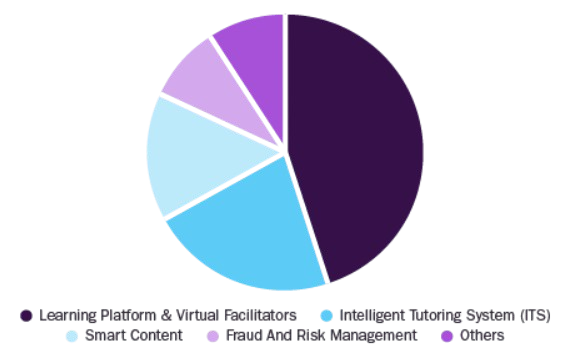 Learning Platform & Virtual Facilitators Intelligent Tutoring System (ITS)
Smart Content Fraud And Risk Management Others